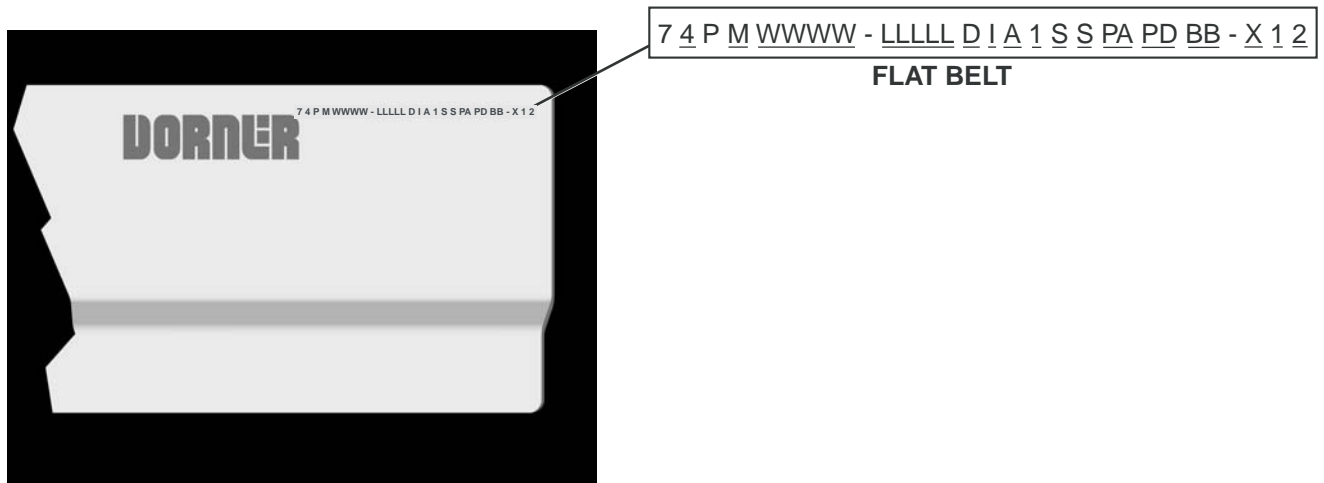 7 4 P M WWWW - LLLLL D I A 1 S S PA PD BB - X 1 2
FLAT BELT
7 4 P M WWWW - LLLLL D I A 1 S S PA PD BB - X 1 2
DORNER